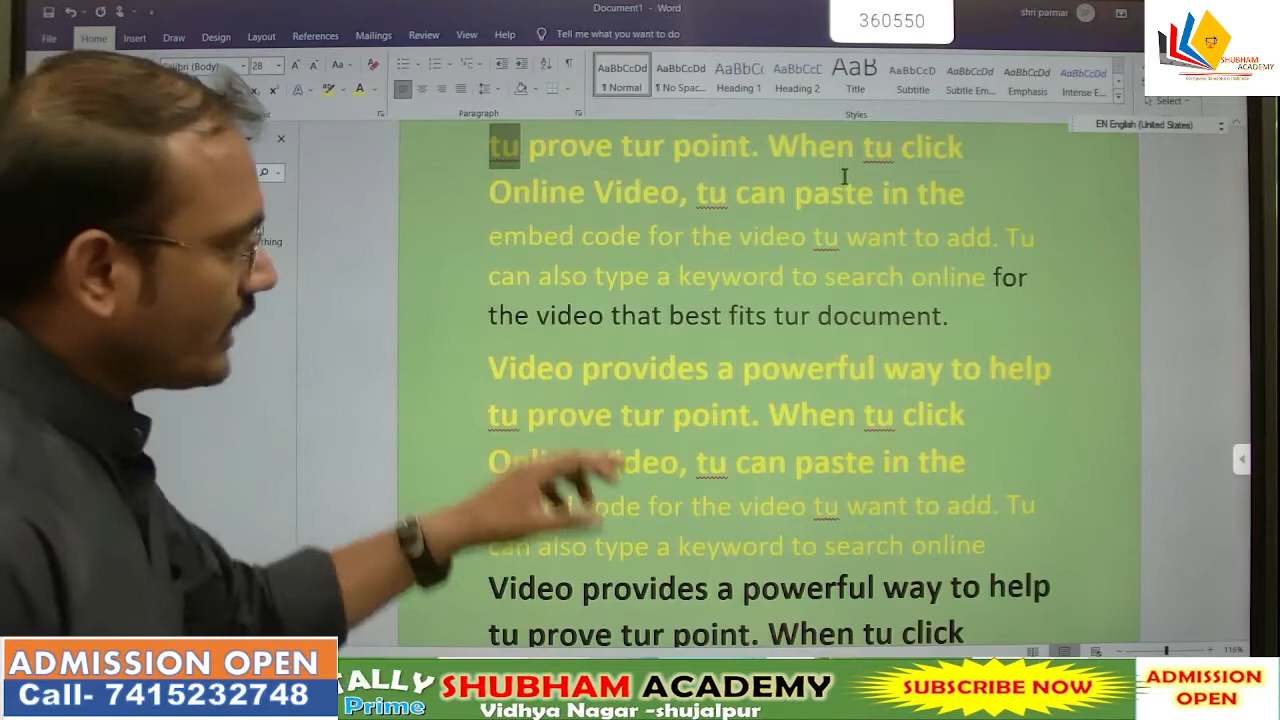 Document1 - Word
shri parmar
360550
SHUBHAM
ACADEMY
File Home Insert Draw Design Layout References Mailings Review View Help Tell me what you want to do
Calibri (Body) 28
AaBbCcDd AaBbCcDd AaBbC( AaBbCcl AaB AaBbCcD AaBbCcDd AaBbCcDd AaBbCcDd
¶ Normal ¶ No Spac... Heading 1 Heading 2 Title Subtitle Subtle Em... Emphasis Intense E...
Select
Paragraph Styles
EN English (United States)
tu prove tur point. When tu click
Online Video, tu can paste in the
embed code for the video tu want to add. Tu
can also type a keyword to search online for
the video that best fits tur document.
Video provides a powerful way to help
tu prove tur point. When tu click
Video, tu can paste in the
code for the video tu want to add. Tu
can also type a keyword to search online
Video provides a powerful way to help
tu prove tur point. When tu click
116%
ADMISSION OPEN
Call- 7415232748
Prime
SHUBHAM ACADEMY
Vidhya Nagar -shujalpur
SUBSCRIBE NOW
ADMISSION
OPEN